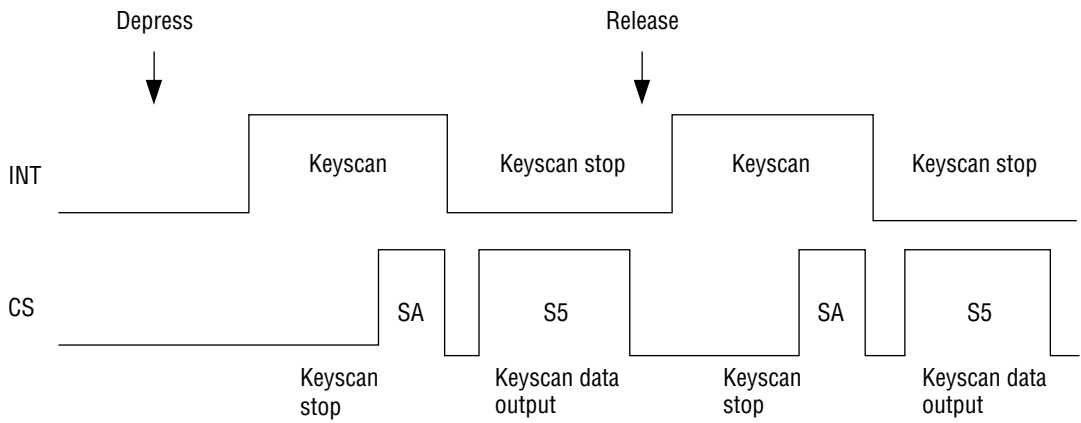 Depress
Release
INT
Keyscan
Keyscan stop
Keyscan
Keyscan stop
CS
SA
S5
SA
S5
Keyscan
stop
Keyscan data
output
Keyscan
stop
Keyscan data
output